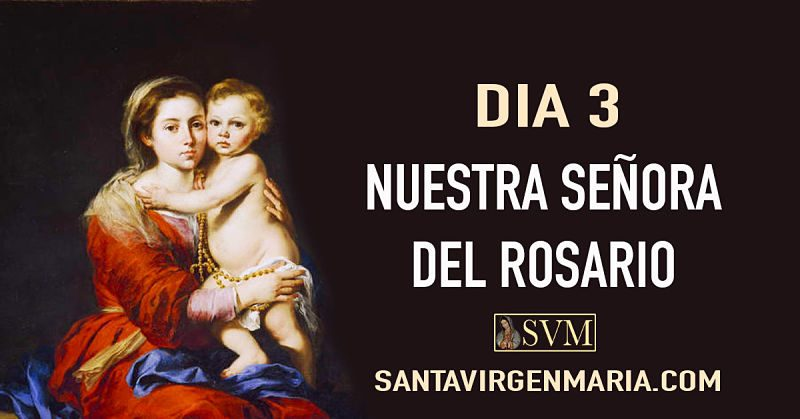 DIA 3
NUESTRA SEÑORA
DEL ROSARIO
SVM
SANTAVIRGENMARIA.COM